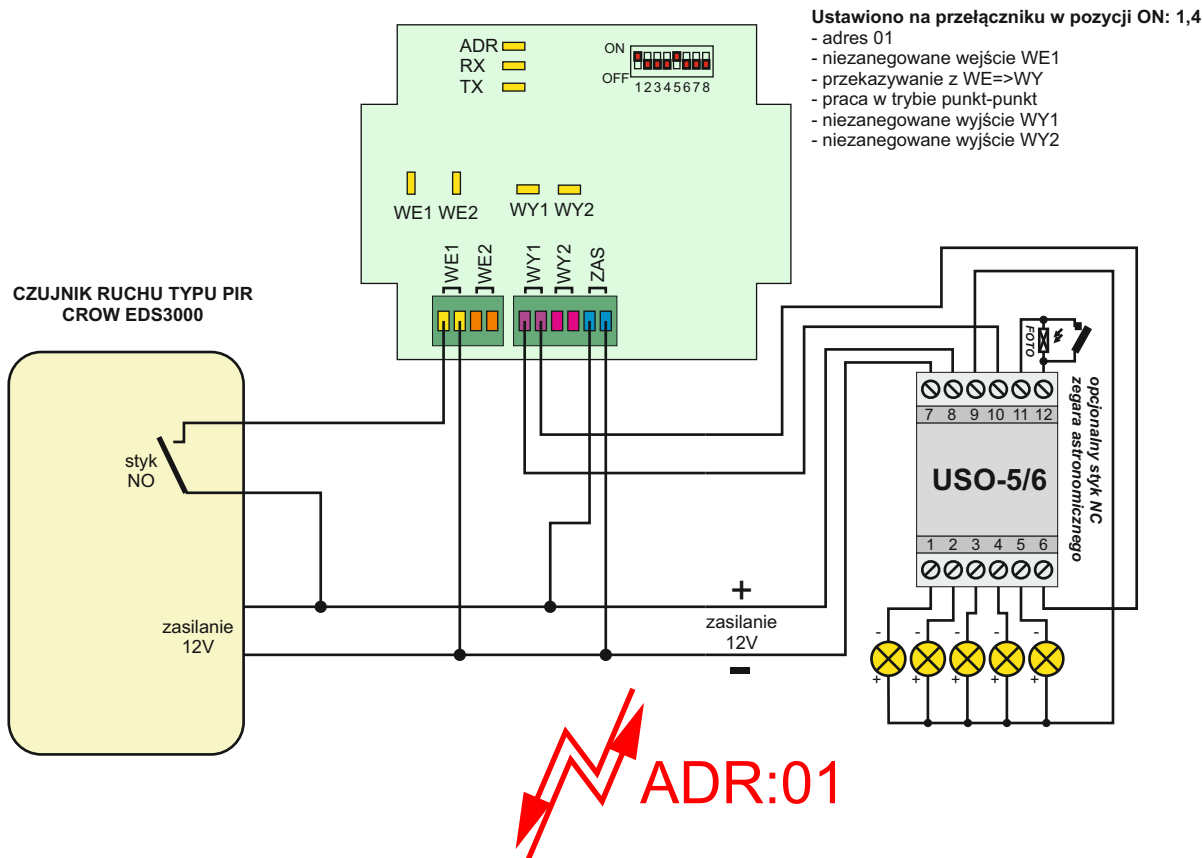 Ustawiono na przełączniku w pozycji ON: 1,4
- adres 01
- niezanegowane wejście WE1
- przekazywanie z WE=>WY
- praca w trybie punkt-punkt
- niezanegowane wyjście WY1
- niezanegowane wyjście WY2
ADR
RX
TX
ON
OFF
12345678
WE1 WE2
WY1 WY2
WE1
WE2
WY1
WY2
ZAS
CZUJNIK RUCHU TYPU PIR
CROW EDS3000
styk
NO
zasilanie
12V
+
zasilanie
12V
-
FOTO
opcjonalny styk NC
zegara astronomicznego
7 8 9 10 11 12
USO-5/6
1 2 3 4 5 6
- - - - -
+ + + + +
ADR:01